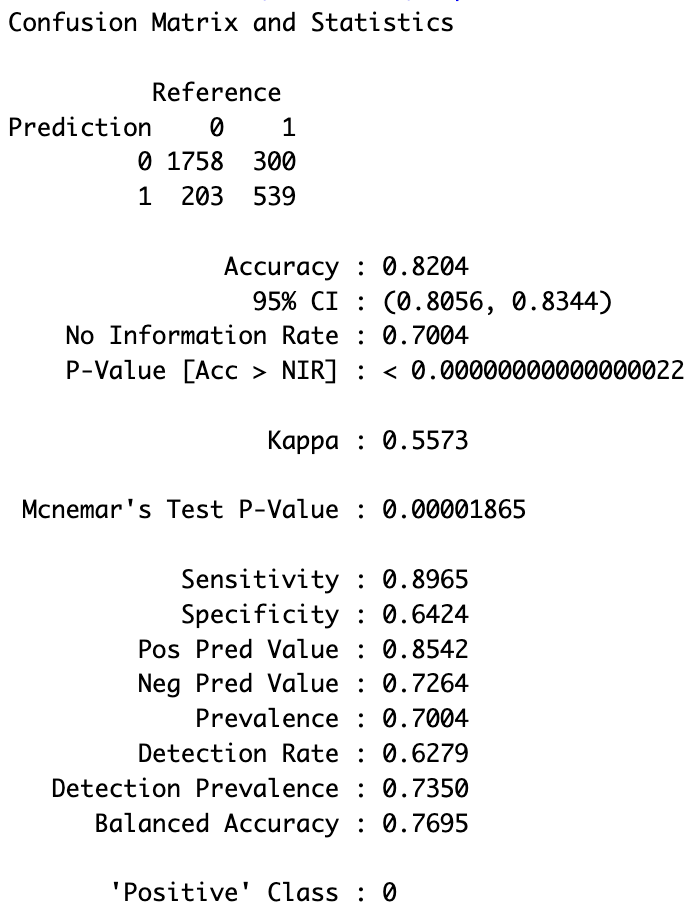 Confusion Matrix and Statistics
Reference
Prediction 0 1
0 1758 300
1 203 539
Accuracy : 0.8204
95% CI : (0.8056, 0.8344)
No Information Rate : 0.7004
P-Value [Acc > NIR] : < 0.00000000000000022
Kappa : 0.5573
Mcnemar's Test P-Value : 0.00001865
Sensitivity : 0.8965
Specificity : 0.6424
Pos Pred Value : 0.8542
Neg Pred Value : 0.7264
Prevalence : 0.7004
Detection Rate : 0.6279
Detection Prevalence : 0.7350
Balanced Accuracy : 0.7695
'Positive' Class : 0